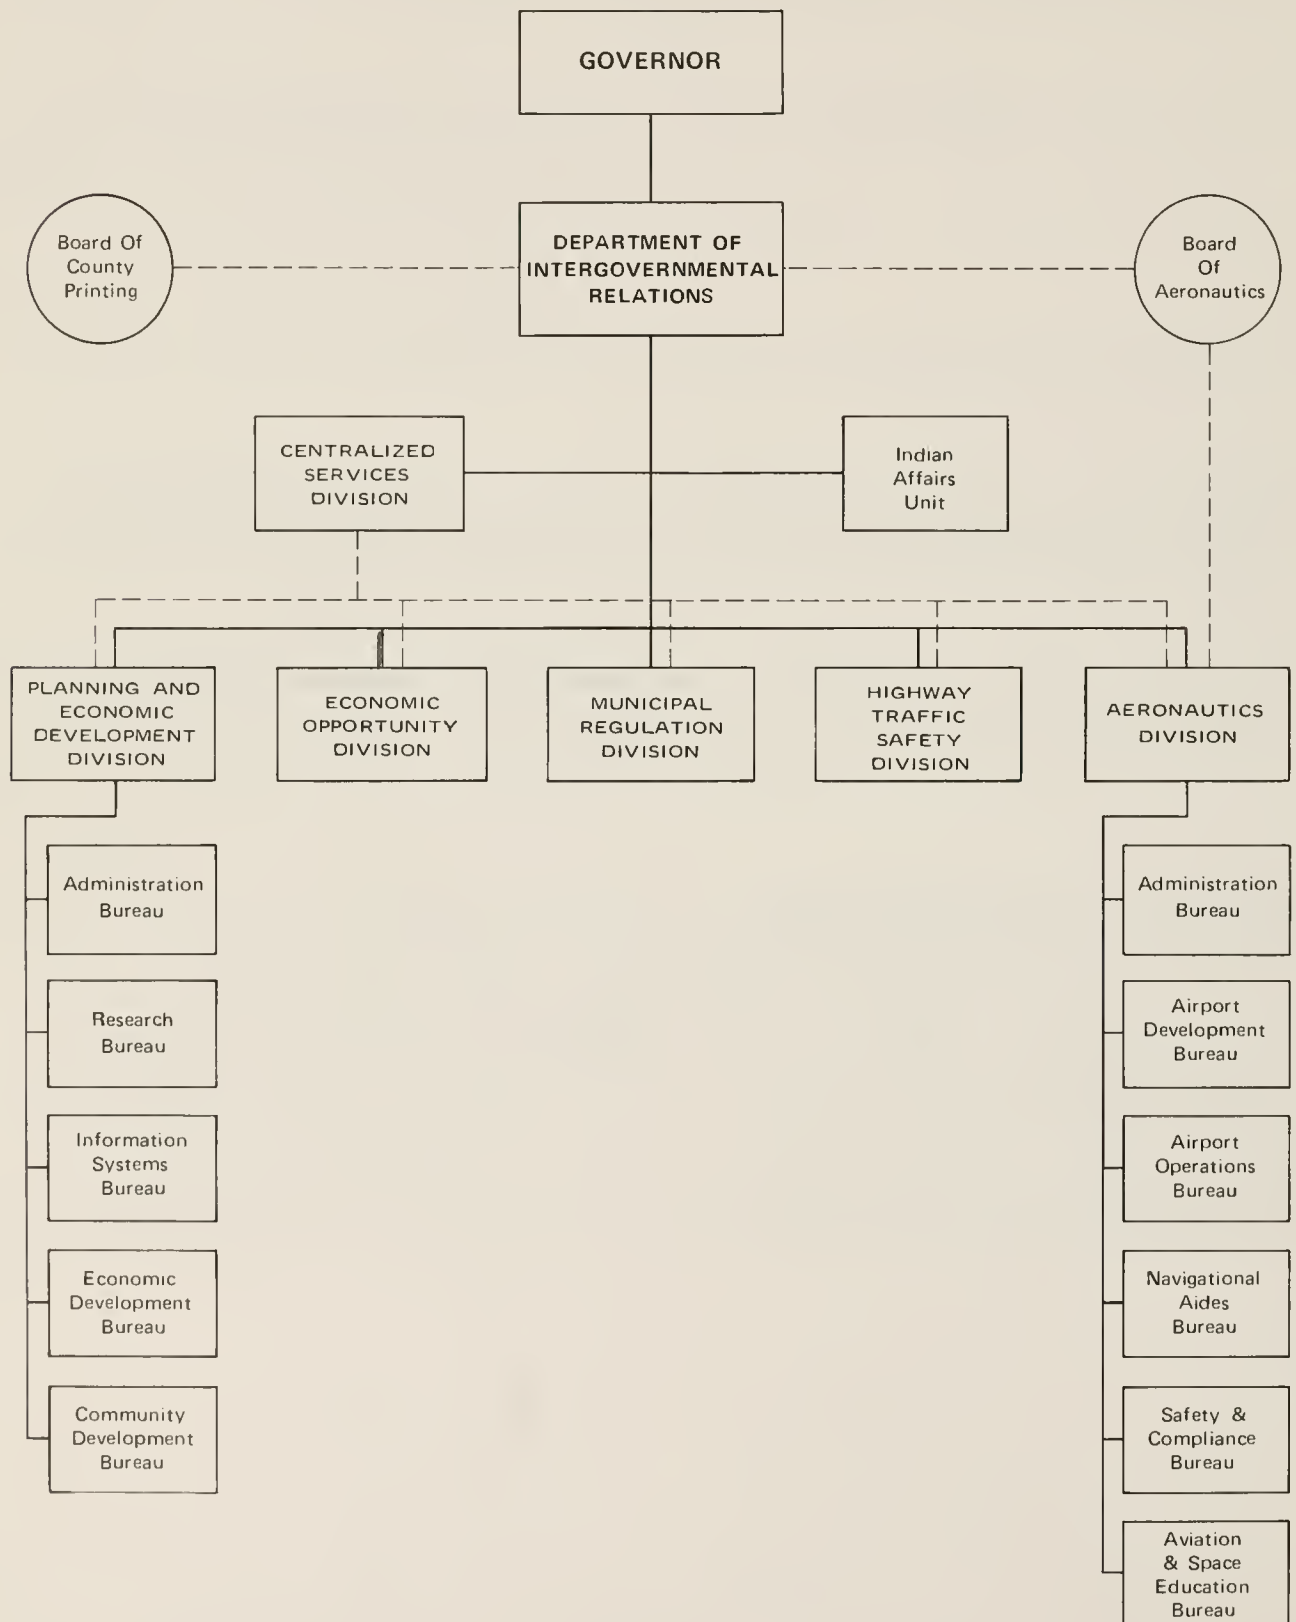 GOVERNOR
DEPARTMENT OF
INTERGOVERNMENTAL
RELATIONS
Board Of
County
Printing
Board
Of
Aeronautics
CENTRALIZED
SERVICES
DIVISION
Indian
Affairs
Unit
PLANNING AND
ECONOMIC
DEVELOPMENT
DIVISION
ECONOMIC
OPPORTUNITY
DIVISION
MUNICIPAL
REGULATION
DIVISION
HIGHWAY
TRAFFIC
SAFETY
DIVISION
AERONAUTICS
DIVISION
Administration
Bureau
Research
Bureau
Information
Systems
Bureau
Economic
Development
Bureau
Community
Development
Bureau
Administration
Bureau
Airport
Development
Bureau
Airport
Operations
Bureau
Navigational
Aides
Bureau
Safety &
Compliance
Bureau
Aviation
& Space
Education
Bureau